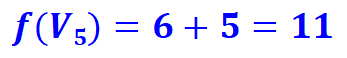 f(V₅) = 6 + 5 = 11